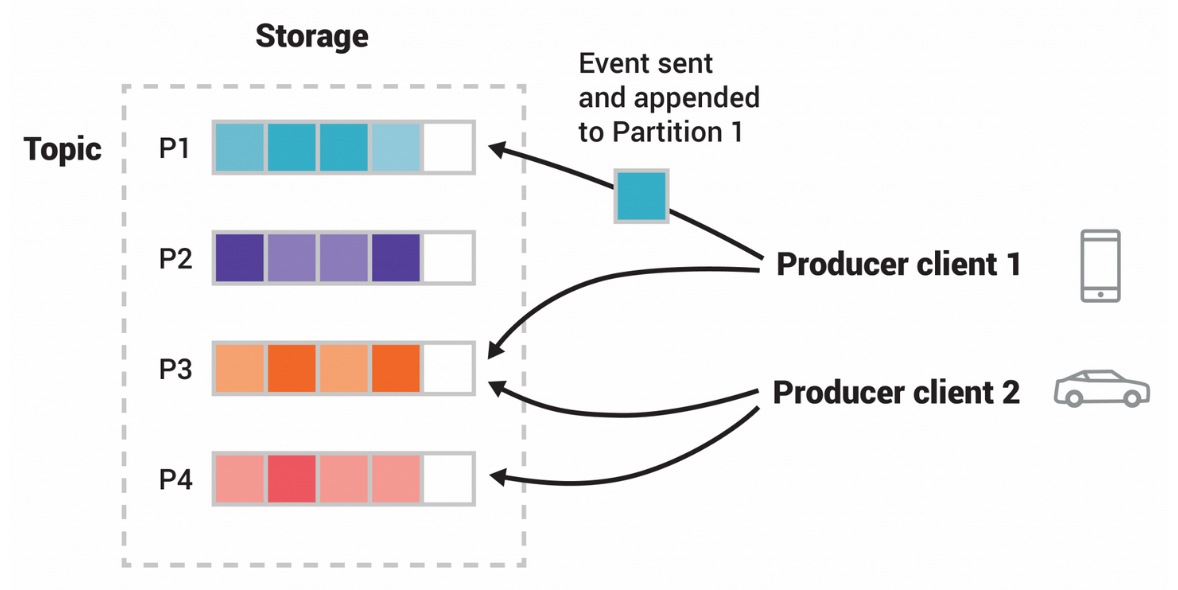 Storage
Event sent
and appended
to Partition 1
Topic
P1
P2
Producer client 1
P3
Producer client 2
P4